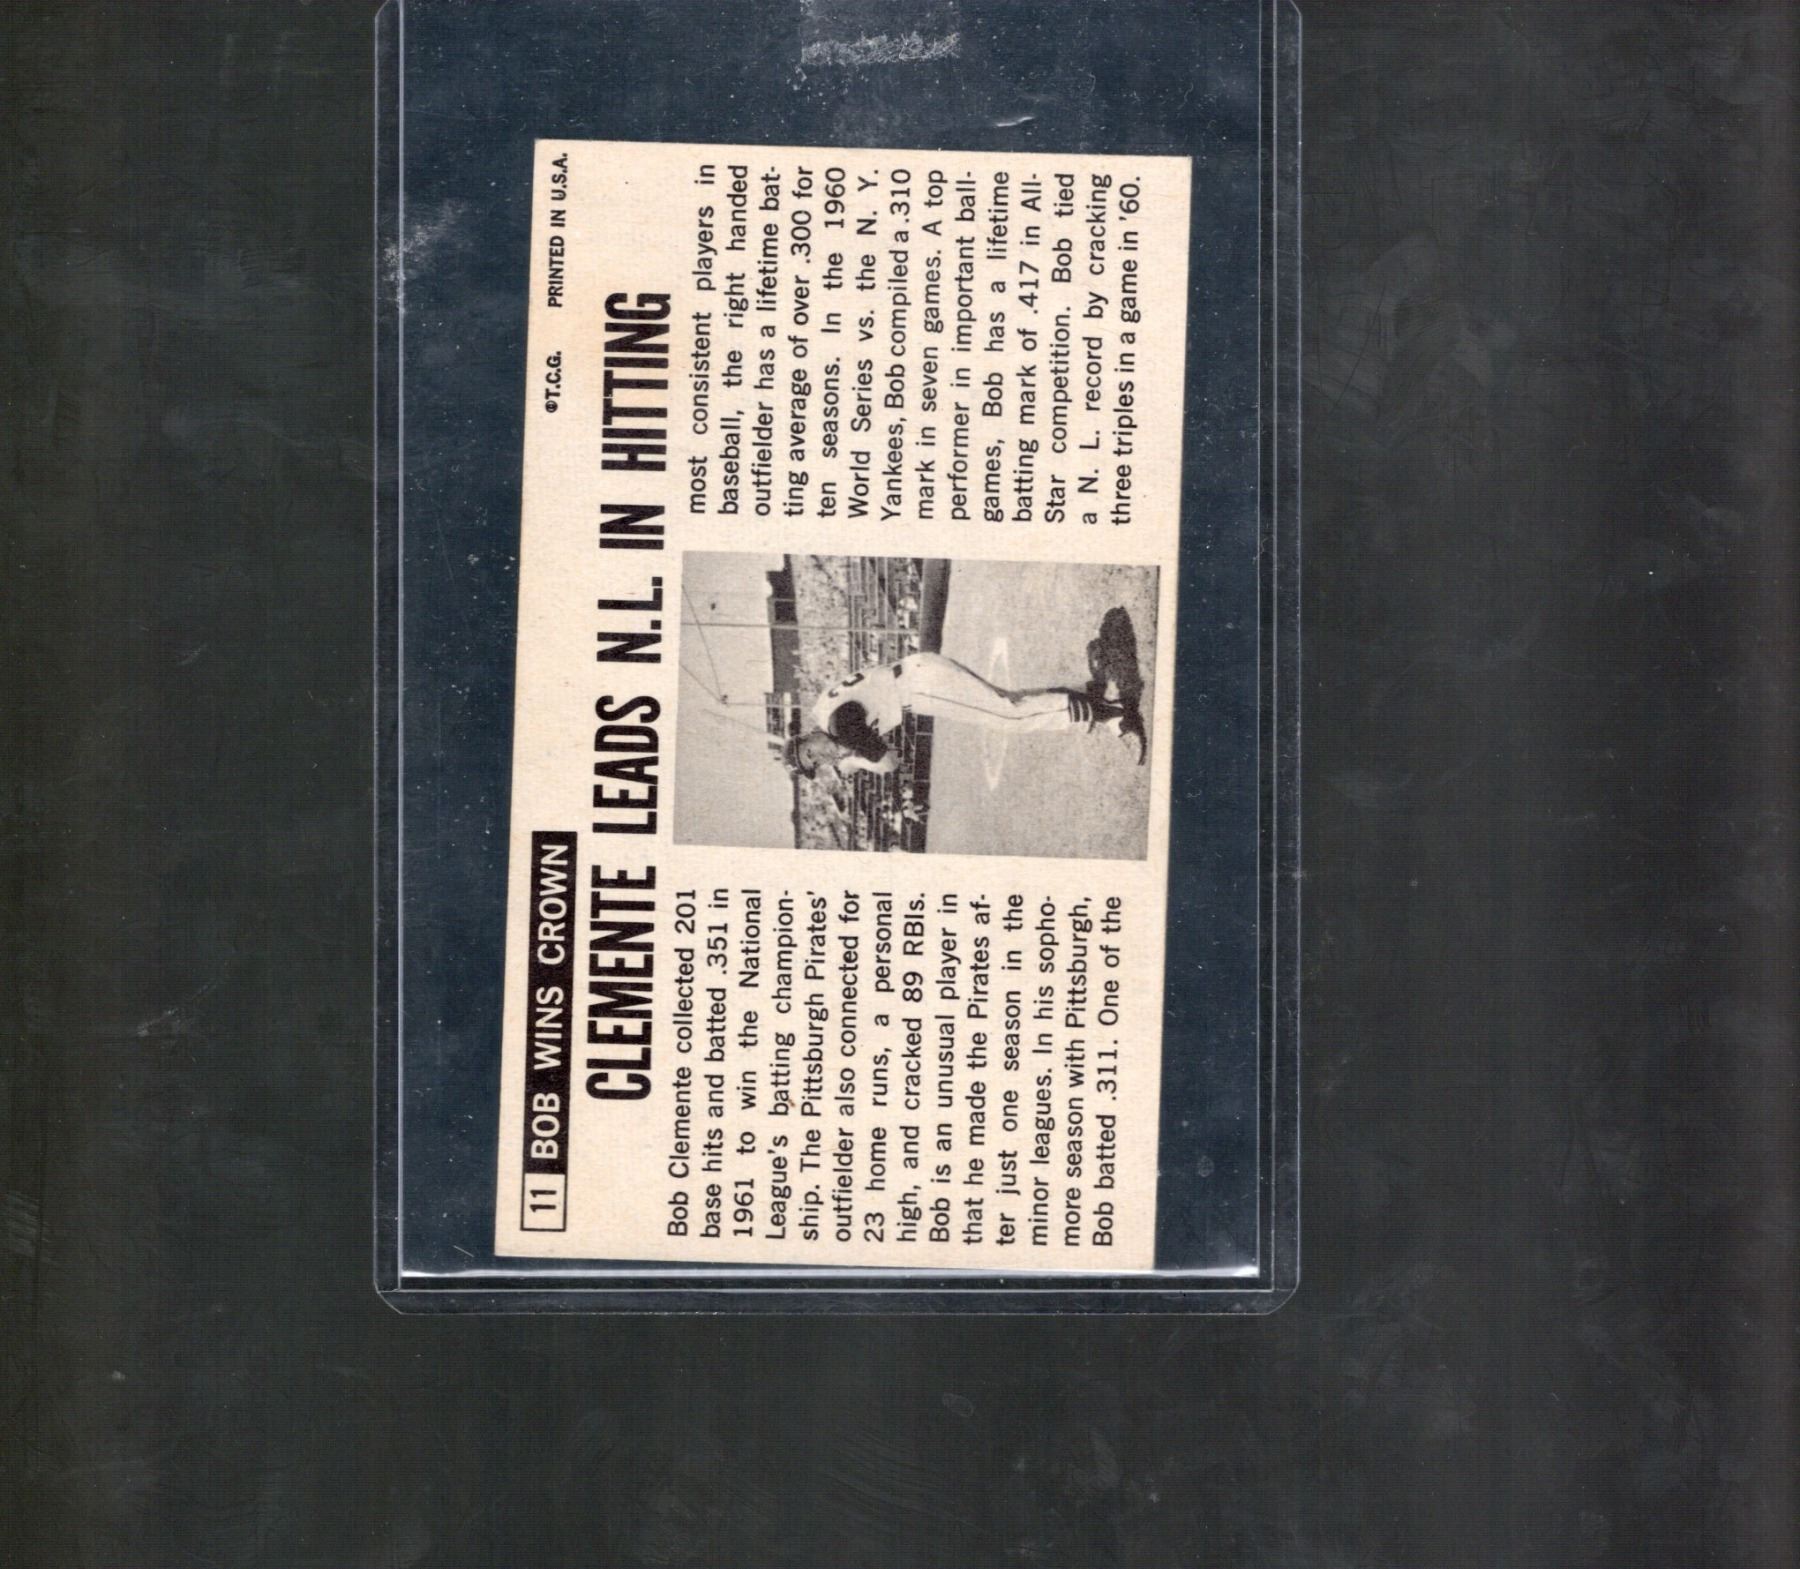 11 BOB WINS CROWN ©T.C.G. PRINTED IN U.S.A.
CLEMENTE LEADS N.L. IN HITTING
Bob Clemente collected 201
base hits and batted .351 in
1961 to win the National
League's batting champion-
ship. The Pittsburgh Pirates'
outfielder also connected for
23 home runs, a personal
high, and cracked 89 RBIs.
Bob is an unusual player in
that he made the Pirates af-
ter just one season in the
minor leagues. In his sopho-
more season with Pittsburgh,
Bob batted .311. One of the
most consistent players in
baseball, the right handed
outfielder has a lifetime bat-
ting average of over .300 for
ten seasons. In the 1960
World Series vs. the N. Y.
Yankees, Bob compiled a .310
mark in seven games. A top
performer in important ball-
games, Bob has a lifetime
batting mark of .417 in All-
Star competition. Bob tied
a N. L. record by cracking
three triples in a game in '60.